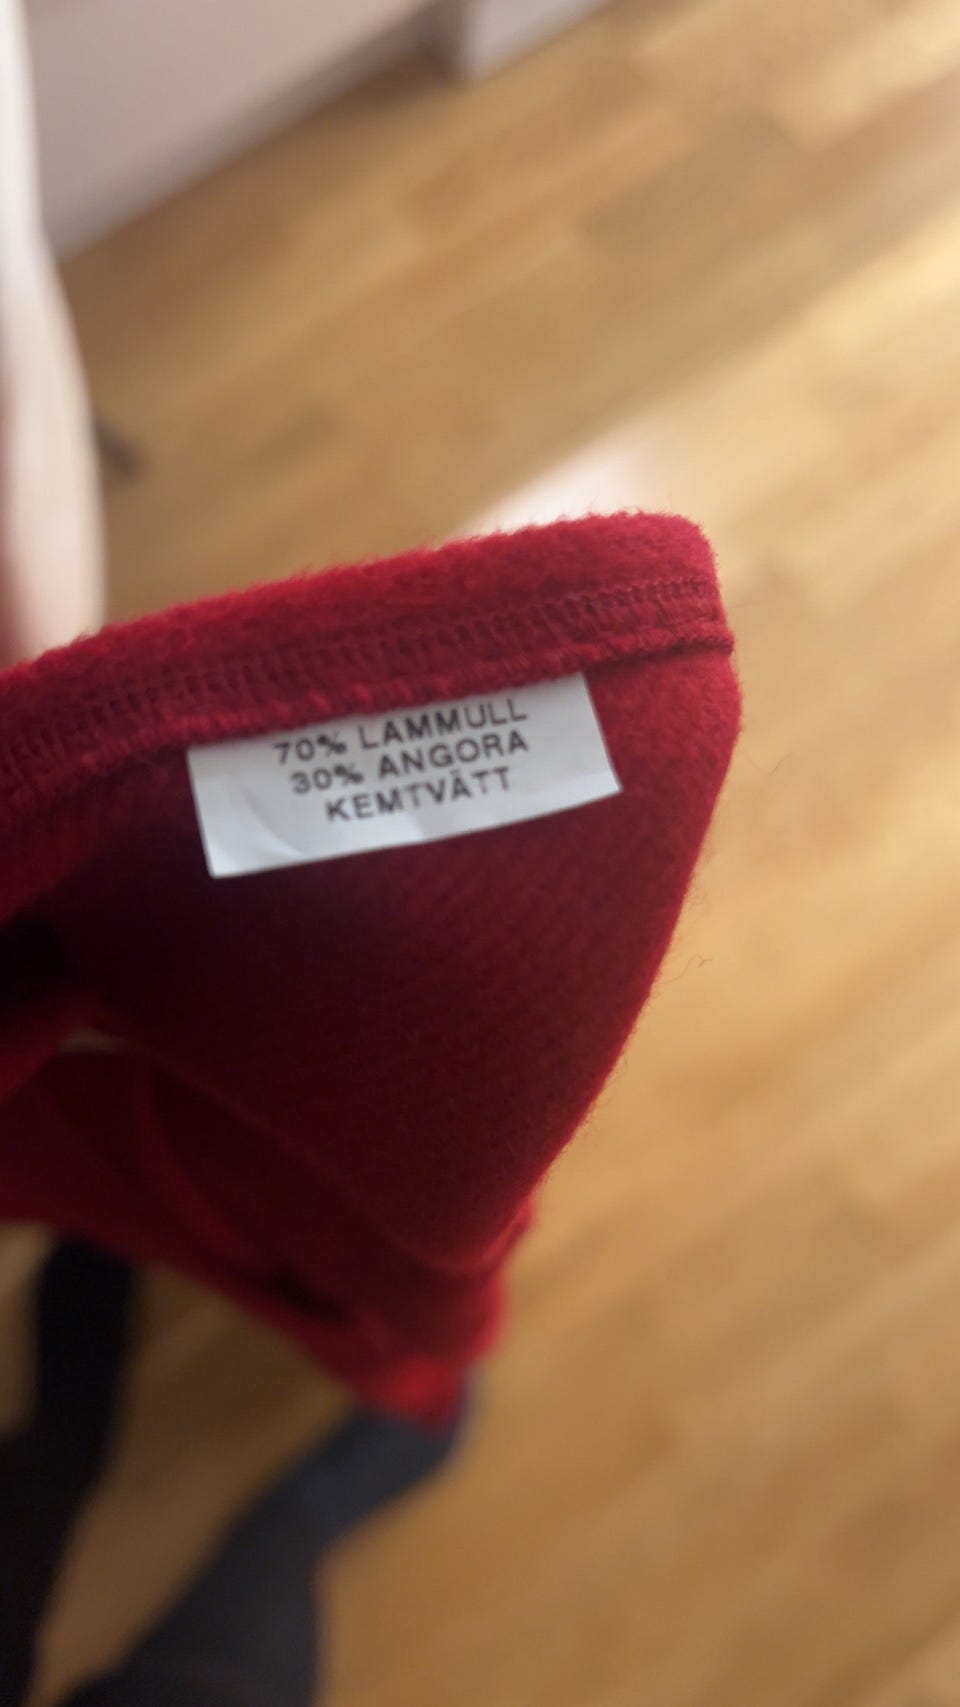 70% LAMMULL
30% ANGORA
KEMTVÄTT